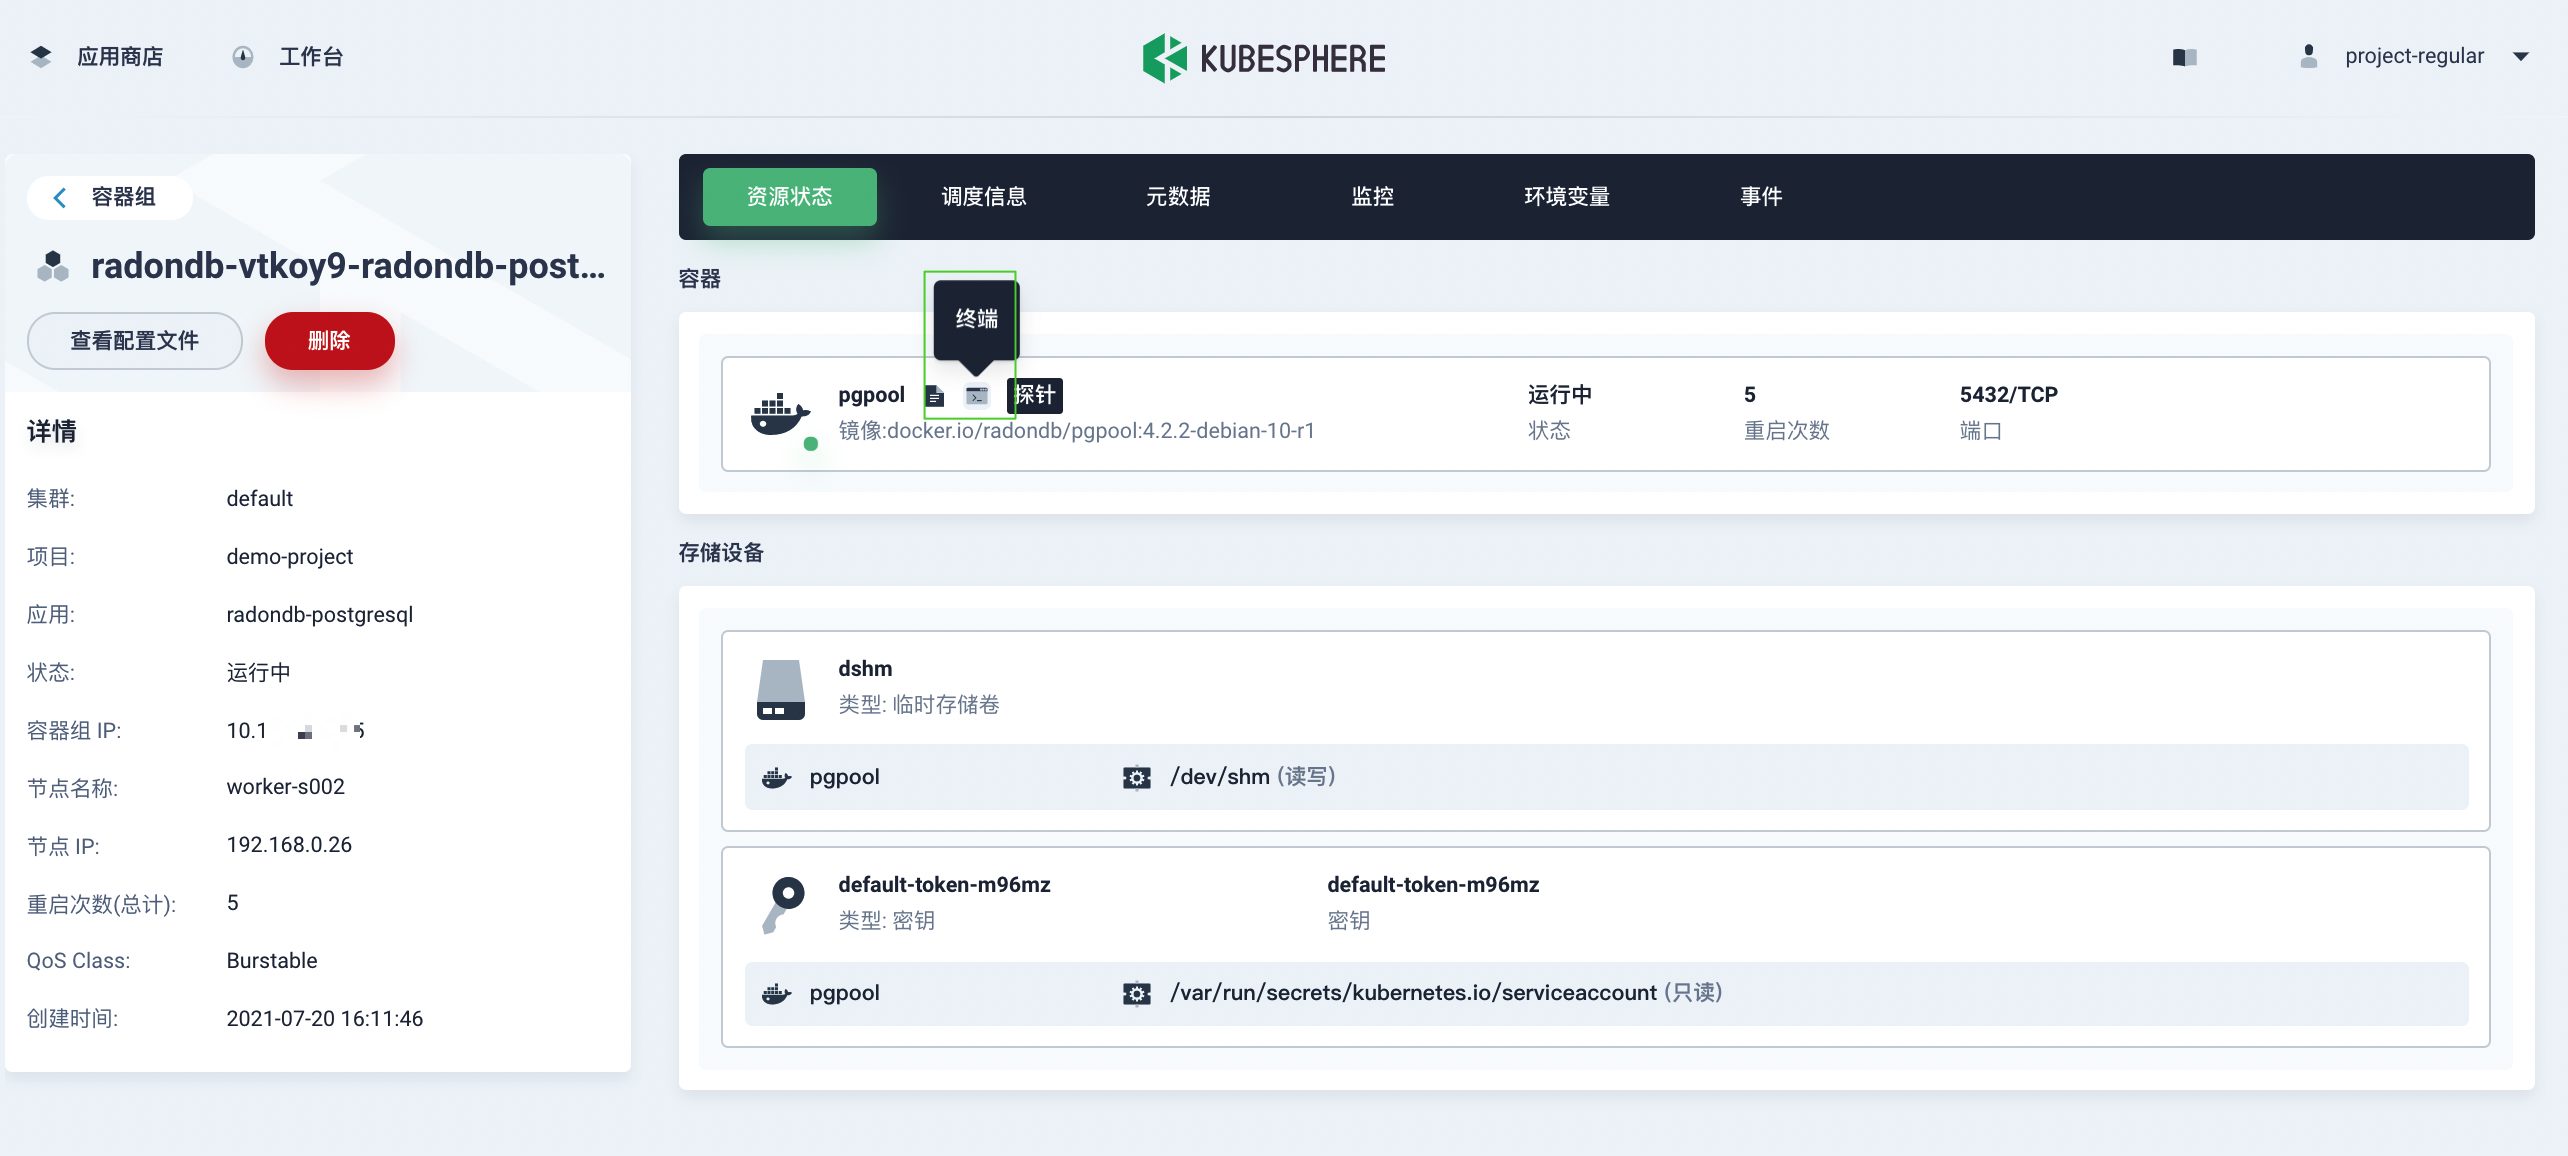 应用商店
工作台
KUBESPHERE
project-regular
容器组
radondb-vtkoy9-radondb-post...
查看配置文件
删除
详情
集群: default
项目: demo-project
应用: radondb-postgresql
状态: 运行中
容器组 IP: 10.1
节点名称: worker-s002
节点 IP: 192.168.0.26
重启次数(总计): 5
QoS Class: Burstable
创建时间: 2021-07-20 16:11:46
资源状态
调度信息
元数据
监控
环境变量
事件
容器
终端
pgpool 探针
镜像:docker.io/radondb/pgpool:4.2.2-debian-10-r1
运行中
状态
5
重启次数
5432/TCP
端口
存储设备
dshm
类型: 临时存储卷
pgpool /dev/shm (读写)
default-token-m96mz
类型: 密钥
default-token-m96mz
密钥
pgpool /var/run/secrets/kubernetes.io/serviceaccount (只读)